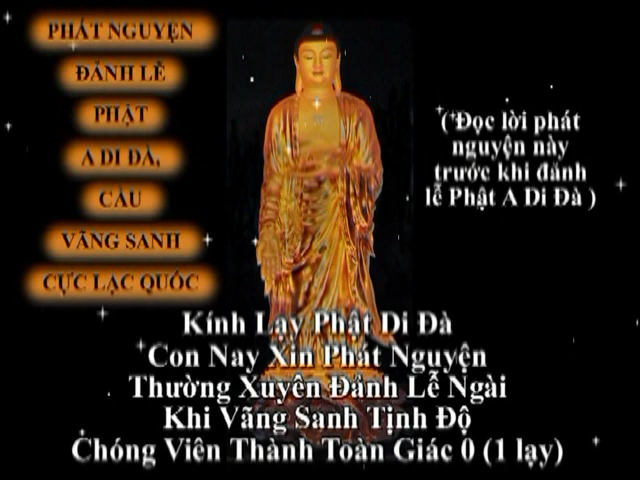 PHÁT NGUYỆN
ĐẢNH LỄ
PHẬT
A DI ĐÀ,
CẦU
VÃNG SANH
CỰC LẠC QUỐC
( Đọc lời phát
nguyện này
trước khi đảnh
lễ Phật A Di Đà )
Kính Lạy Phật Di Đà
Con Nay Xin Phát Nguyện
Thường Xuyên Đảnh Lễ Ngài
Khi Vãng Sanh Tịnh Độ
Chóng Viên Thành Toàn Giác 0 (1 lạy)